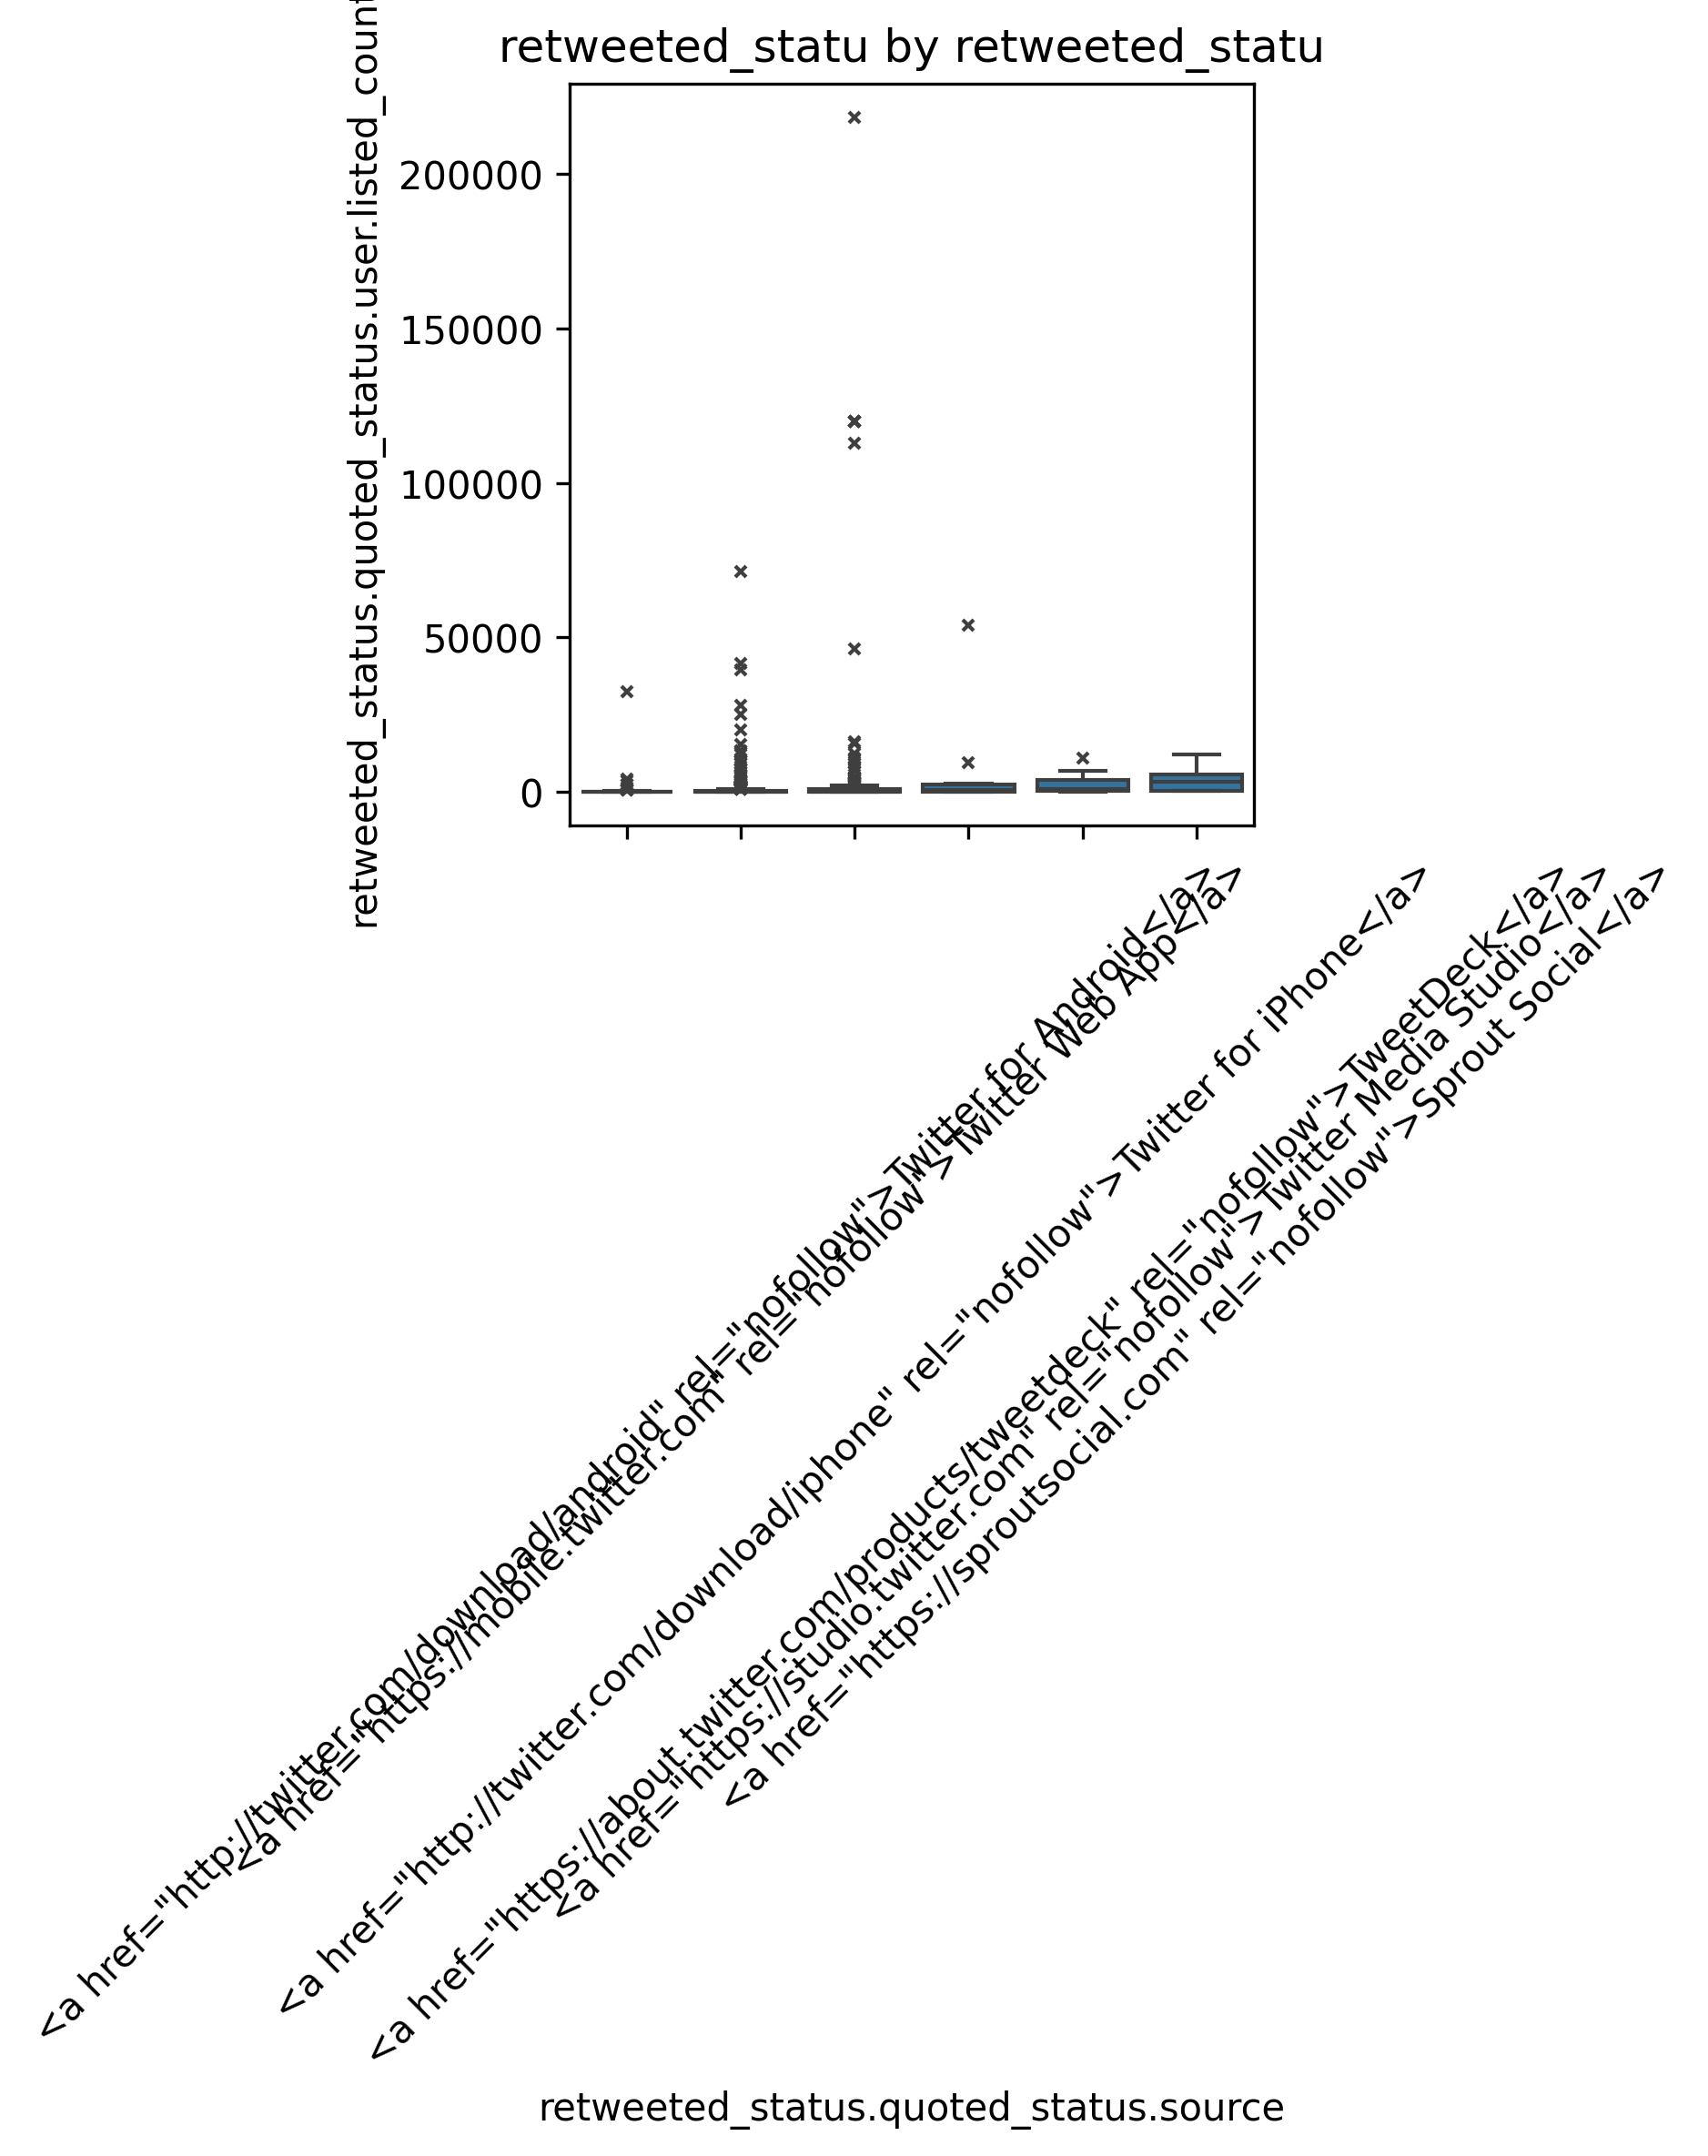 retweeted_statu by retweeted_statu
retweeted_status.quoted_status.user.listed_count
200000
150000
100000
50000
0
<a href="http://twitter.com/download/android" rel="nofollow">Twitter for Android</a>
<a href="https://mobile.twitter.com" rel="nofollow">Twitter Web App</a>
<a href="http://twitter.com/download/iphone" rel="nofollow">Twitter for iPhone</a>
<a href="https://about.twitter.com/products/tweetdeck" rel="nofollow">TweetDeck</a>
<a href="https://studio.twitter.com" rel="nofollow">Twitter Media Studio</a>
<a href="https://sproutsocial.com" rel="nofollow">Sprout Social</a>
retweeted_status.quoted_status.source